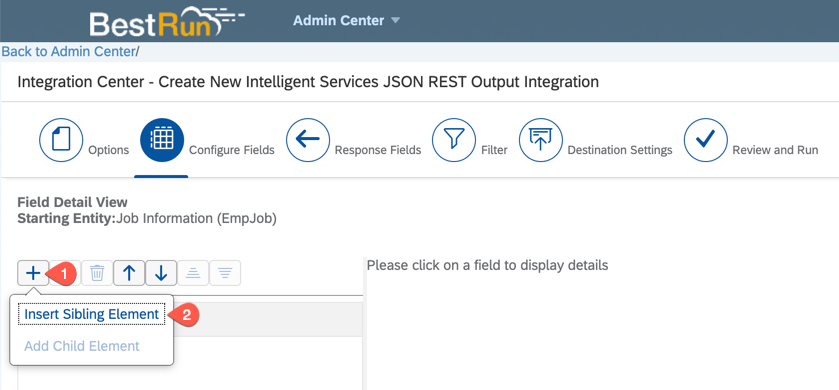 BestRun
Admin Center
Back to Admin Center/
Integration Center - Create New Intelligent Services JSON REST Output Integration
Options
Configure Fields
Response Fields
Filter
Destination Settings
Review and Run
Field Detail View
Starting Entity:Job Information (EmpJob)
1
Please click on a field to display details
Insert Sibling Element
2
Add Child Element